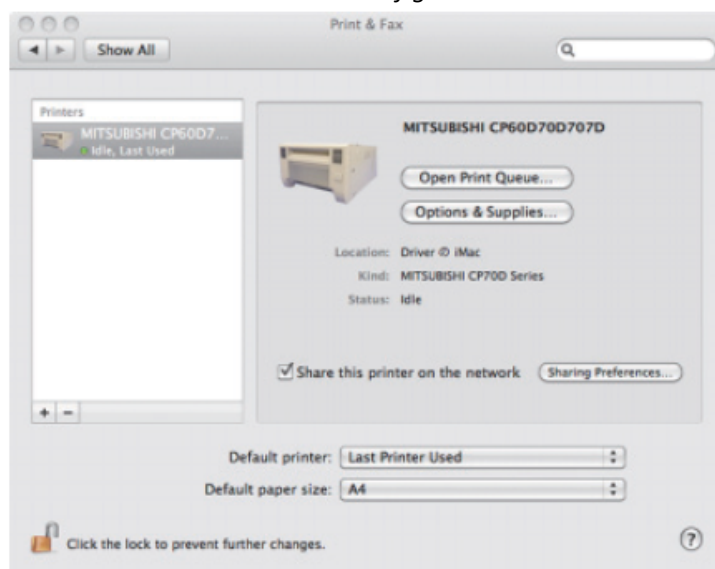 Print & Fax
Show All
Printers
MITSUBISHI CP60D7...
Idle, Last Used
MITSUBISHI CP60D70D707D
Open Print Queue...
Options & Supplies...
Location: Driver @ iMac
Kind: MITSUBISHI CP70D Series
Status: Idle
Share this printer on the network
Sharing Preferences...
+ −
Default printer: Last Printer Used
Default paper size: A4
Click the lock to prevent further changes.
?